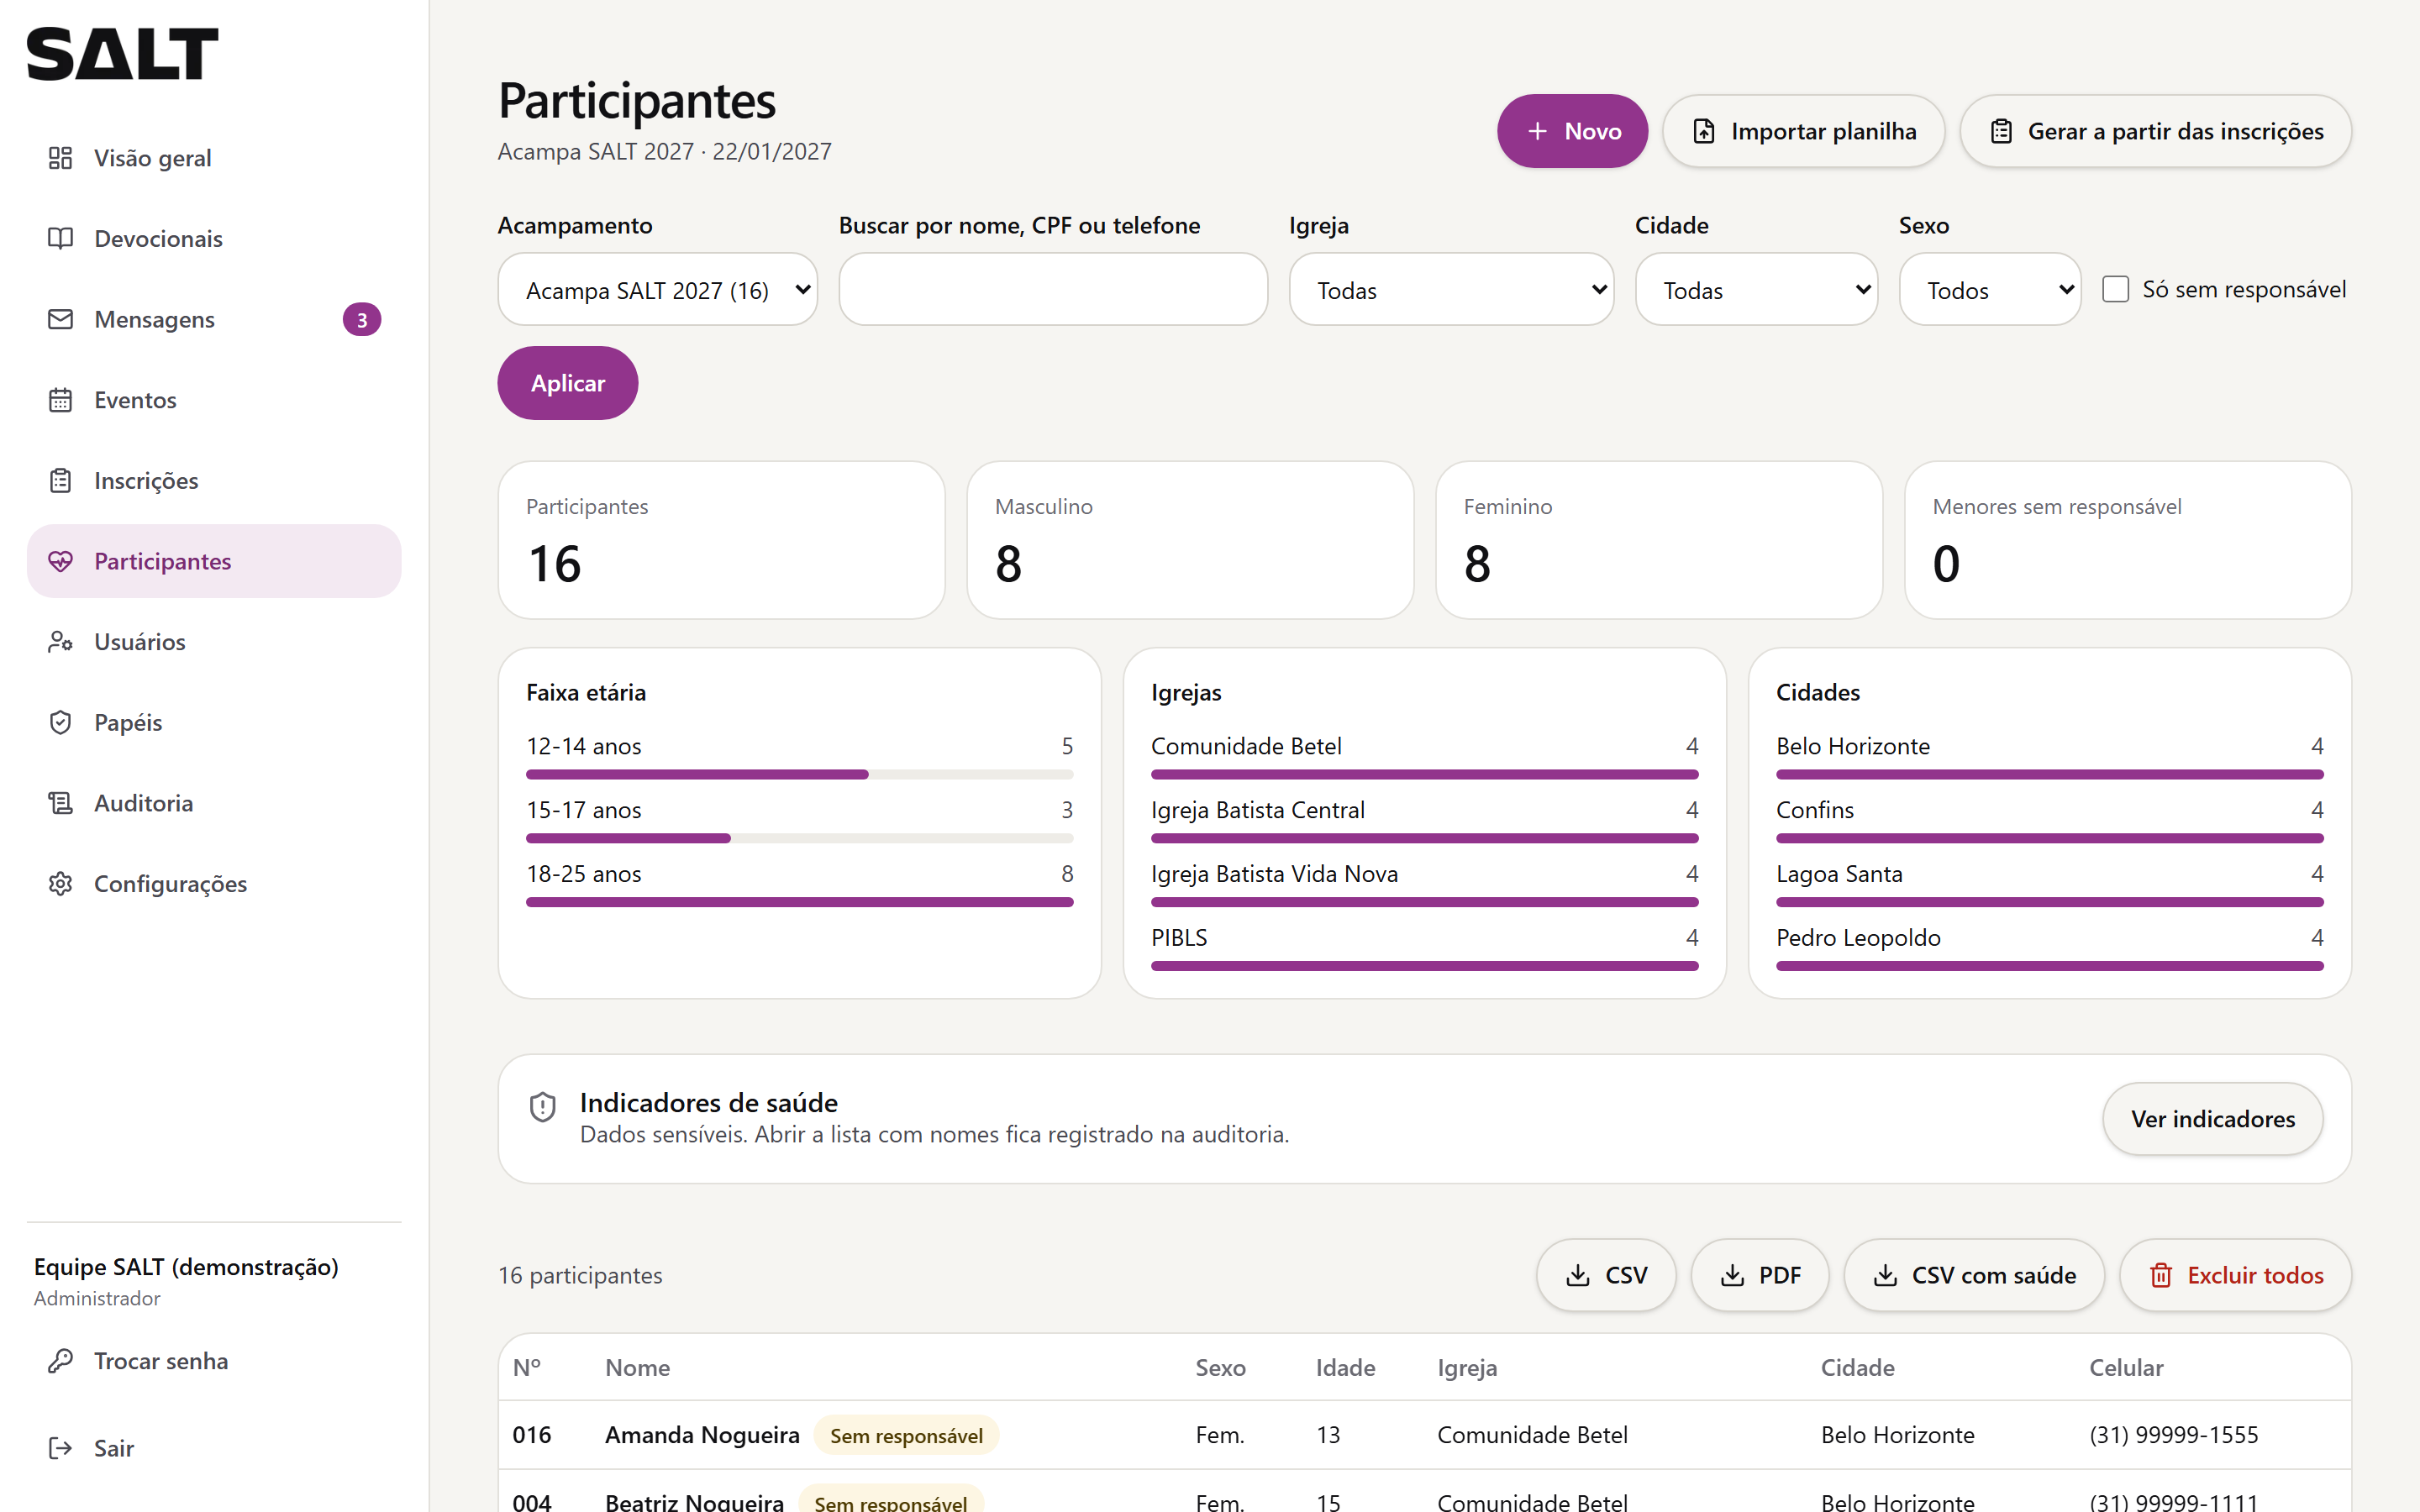 SALT
Visão geral
Devocionais
Mensagens 3
Eventos
Inscrições
Participantes
Usuários
Papéis
Auditoria
Configurações
Equipe SALT (demonstração)
Administrador
Trocar senha
Sair
Participantes
Acampa SALT 2027 · 22/01/2027
Novo
Importar planilha
Gerar a partir das inscrições
Acampamento
Acampa SALT 2027 (16)
Buscar por nome, CPF ou telefone
Igreja
Todas
Cidade
Todas
Sexo
Todos
Só sem responsável
Aplicar
Participantes
16
Masculino
8
Feminino
8
Menores sem responsável
0
Faixa etária
12-14 anos 5
15-17 anos 3
18-25 anos 8
Igrejas
Comunidade Betel 4
Igreja Batista Central 4
Igreja Batista Vida Nova 4
PIBLS 4
Cidades
Belo Horizonte 4
Confins 4
Lagoa Santa 4
Pedro Leopoldo 4
Indicadores de saúde
Dados sensíveis. Abrir a lista com nomes fica registrado na auditoria.
Ver indicadores
16 participantes
CSV
PDF
CSV com saúde
Excluir todos
Nº Nome Sexo Idade Igreja Cidade Celular
016 Amanda Nogueira Sem responsável Fem. 13 Comunidade Betel Belo Horizonte (31) 99999-1555
004 Beatriz Nogueira Sem responsável Fem. 15 Comunidade Betel Belo Horizonte (31) 99999-1111